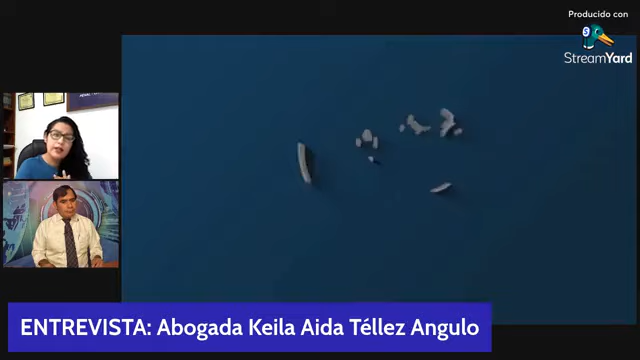 Producido con
StreamYard
ENTREVISTA: Abogada Keila Aida Téllez Angulo